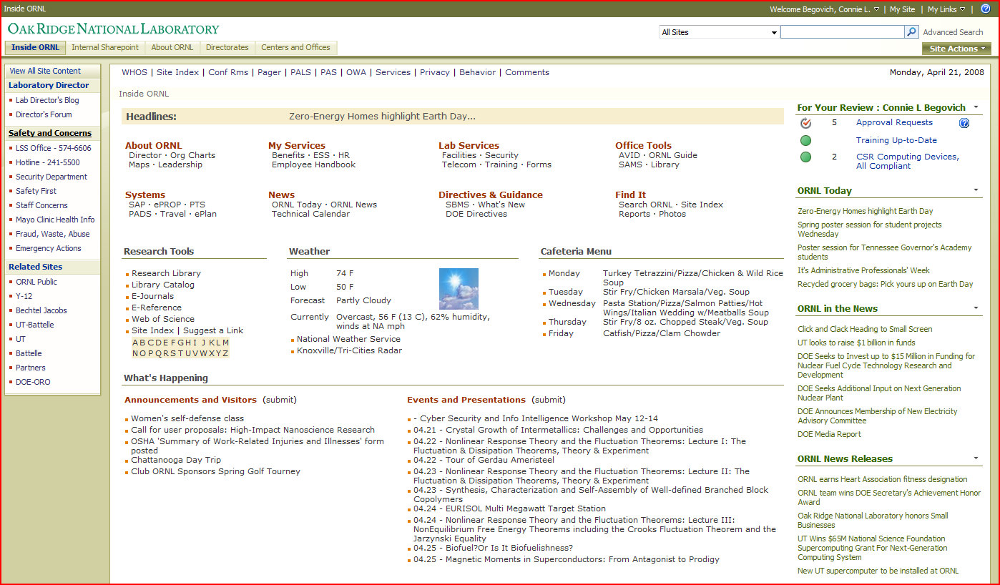 Inside ORNL
Welcome Begovich, Connie L. | My Site | My Links | ?
OAK RIDGE NATIONAL LABORATORY
All Sites
Advanced Search
Inside ORNL
Internal Sharepoint
About ORNL
Directorates
Centers and Offices
Site Actions
View All Site Content
Laboratory Director
Lab Director's Blog
Director's Forum
Safety and Concerns
LSS Office - 574-6606
Hotline - 241-5500
Security Department
Safety First
Staff Concerns
Mayo Clinic Health Info
Fraud, Waste, Abuse
Emergency Actions
Related Sites
ORNL Public
Y-12
Bechtel Jacobs
UT-Battelle
UT
Battelle
Partners
DOE-ORO
WHOS | Site Index | Conf Rms | Pager | PALS | PAS | OWA | Services | Privacy | Behavior | Comments
Monday, April 21, 2008
Inside ORNL
Headlines: Zero-Energy Homes highlight Earth Day...
About ORNL
Director · Org Charts
Maps · Leadership
My Services
Benefits · ESS · HR
Employee Handbook
Lab Services
Facilities · Security
Telecom · Training · Forms
Office Tools
AVID · ORNL Guide
SAMS · Library
Systems
SAP · ePROP · PTS
PADS · Travel · ePlan
News
ORNL Today · ORNL News
Technical Calendar
Directives & Guidance
SBMS · What's New
DOE Directives
Find It
Search ORNL · Site Index
Reports · Photos
Research Tools
Research Library
Library Catalog
E-Journals
E-Reference
Web of Science
Site Index | Suggest a Link
A B C D E F G H I J K L M
N O P Q R S T U V W X Y Z
Weather
High 74 F
Low 50 F
Forecast Partly Cloudy
Currently Overcast, 56 F (13 C), 62% humidity,
winds at NA mph
National Weather Service
Knoxville/Tri-Cities Radar
Cafeteria Menu
Monday Turkey Tetrazzini/Pizza/Chicken & Wild Rice
Soup
Tuesday Stir Fry/Chicken Marsala/Veg. Soup
Wednesday Pasta Station/Pizza/Salmon Patties/Hot
Wings/Italian Wedding w/Meatballs Soup
Thursday Stir Fry/8 oz. Chopped Steak/Veg. Soup
Friday Catfish/Pizza/Clam Chowder
What's Happening
Announcements and Visitors (submit)
Women's self-defense class
Call for user proposals: High-Impact Nanoscience Research
OSHA 'Summary of Work-Related Injuries and Illnesses' form
posted
Chattanooga Day Trip
Club ORNL Sponsors Spring Golf Tourney
Events and Presentations (submit)
- Cyber Security and Info Intelligence Workshop May 12-14
04.21 - Crystal Growth of Intermetallics: Challenges and Opportunities
04.22 - Nonlinear Response Theory and the Fluctuation Theorems: Lecture I: The
Fluctuation & Dissipation Theorems, Theory & Experiment
04.22 - Tour of Gerdau Ameristeel
04.23 - Nonlinear Response Theory and the Fluctuation Theorems: Lecture II: The
Fluctuation & Dissipation Theorems, Theory & Experiment
04.23 - Synthesis, Characterization and Self-Assembly of Well-defined Branched Block
Copolymers
04.24 - EURISOL Multi Megawatt Target Station
04.24 - Nonlinear Response Theory and the Fluctuation Theorems: Lecture III:
NonEquilibrium Free Energy Theorems including the Crooks Fluctuation Theorem and the
Jarzynski Equality
04.25 - Biofuel?Or Is It Biofuelishness?
04.25 - Magnetic Moments in Superconductors: From Antagonist to Prodigy
For Your Review : Connie L Begovich
5 Approval Requests ?
Training Up-to-Date
2 CSR Computing Devices,
All Compliant
ORNL Today
Zero-Energy Homes highlight Earth Day
Spring poster session for student projects
Wednesday
Poster session for Tennessee Governor's Academy
students
It's Administrative Professionals' Week
Recycled grocery bags: Pick yours up on Earth Day
ORNL in the News
Click and Clack Heading to Small Screen
UT looks to raise $1 billion in funds
DOE Seeks to Invest up to $15 Million in Funding for
Nuclear Fuel Cycle Technology Research and
Development
DOE Seeks Additional Input on Next Generation
Nuclear Plant
DOE Announces Membership of New Electricity
Advisory Committee
DOE Media Report
ORNL News Releases
ORNL earns Heart Association fitness designation
ORNL team wins DOE Secretary's Achievement Honor
Award
Oak Ridge National Laboratory honors Small
Businesses
UT Wins $65M National Science Foundation
Supercomputing Grant For Next-Generation
Computing System
New UT supercomputer to be installed at ORNL